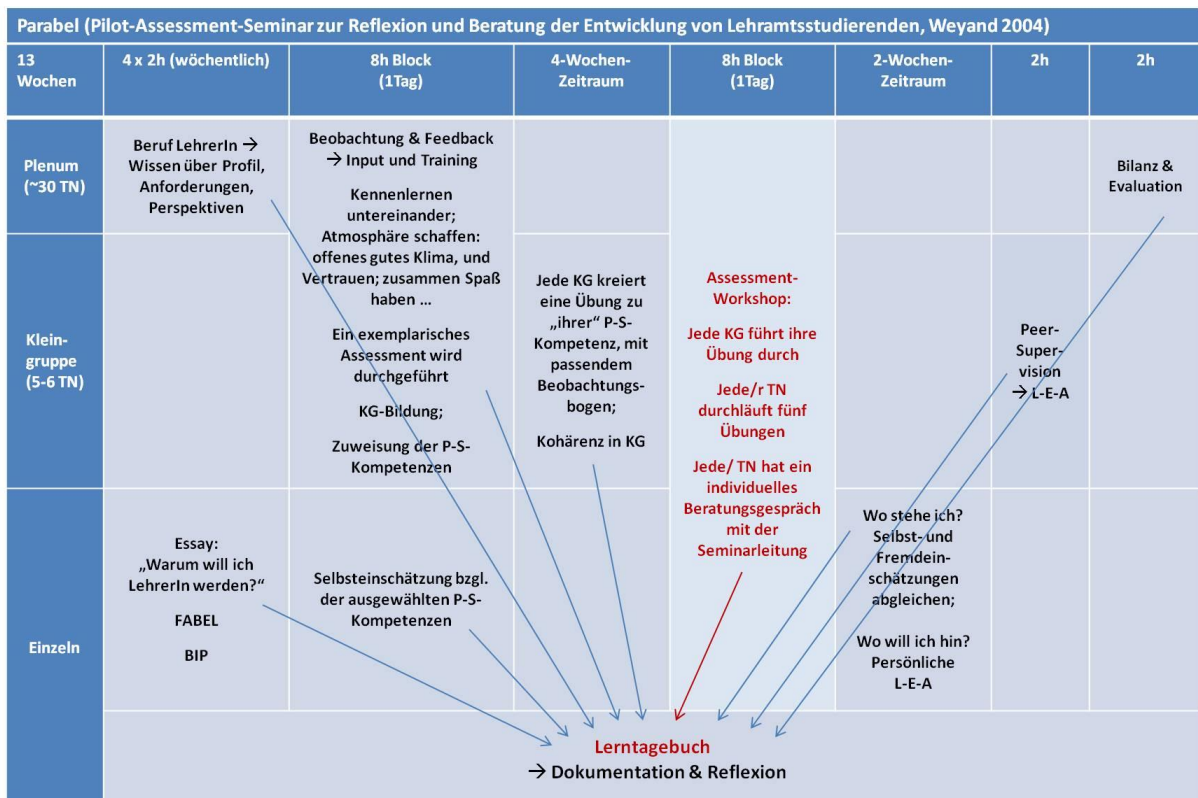 Parabel (Pilot-Assessment-Seminar zur Reflexion und Beratung der Entwicklung von Lehramtsstudierenden, Weyand 2004)
13
Wochen
4 x 2h (wöchentlich)
8h Block
(1Tag)
4-Wochen-
Zeitraum
8h Block
(1Tag)
2-Wochen-
Zeitraum
2h
2h
Plenum
(~30 TN)
Beruf LehrerIn →
Wissen über Profil,
Anforderungen,
Perspektiven
Beobachtung & Feedback
→ Input und Training
Kennenlernen
untereinander;
Atmosphäre schaffen:
offenes gutes Klima, und
Vertrauen; zusammen Spaß
haben ...
Ein exemplarisches
Assessment wird
durchgeführt
KG-Bildung;
Zuweisung der P-S-
Kompetenzen
Bilanz &
Evaluation
Klein-
gruppe
(5-6 TN)
Jede KG kreiert
eine Übung zu
„ihrer“ P-S-
Kompetenz, mit
passendem
Beobachtungs-
bogen;
Kohärenz in KG
Assessment-
Workshop:
Jede KG führt ihre
Übung durch
Jede/r TN
durchläuft fünf
Übungen
Jede/ TN hat ein
individuelles
Beratungsgespräch
mit der
Seminarleitung
Peer-
Super-
vision
→ L-E-A
Einzeln
Essay:
„Warum will ich
LehrerIn werden?“
FABEL
BIP
Selbsteinschätzung bzgl.
der ausgewählten P-S-
Kompetenzen
Wo stehe ich?
Selbst- und
Fremdein-
schätzungen
abgleichen;
Wo will ich hin?
Persönliche
L-E-A
Lerntagebuch
→ Dokumentation & Reflexion